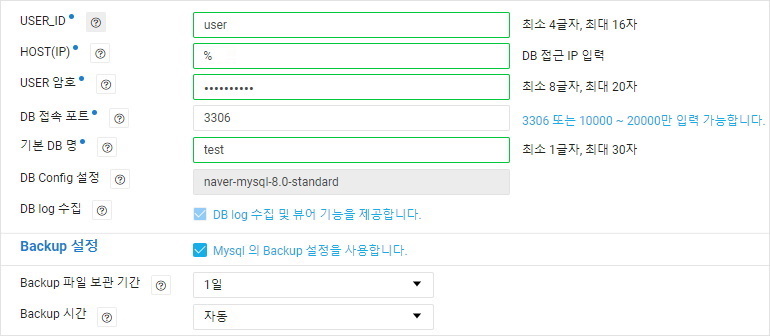 USER_ID ? user 최소 4글자, 최대 16자
HOST(IP) ? % DB 접근 IP 입력
USER 암호 ? •••••••••• 최소 8글자, 최대 20자
DB 접속 포트 ? 3306 3306 또는 10000 ~ 20000만 입력 가능합니다.
기본 DB 명 ? test 최소 1글자, 최대 30자
DB Config 설정 ? naver-mysql-8.0-standard
DB log 수집 ? DB log 수집 및 뷰어 기능을 제공합니다.
Backup 설정 Mysql 의 Backup 설정을 사용합니다.
Backup 파일 보관 기간 ? 1일
Backup 시간 ? 자동